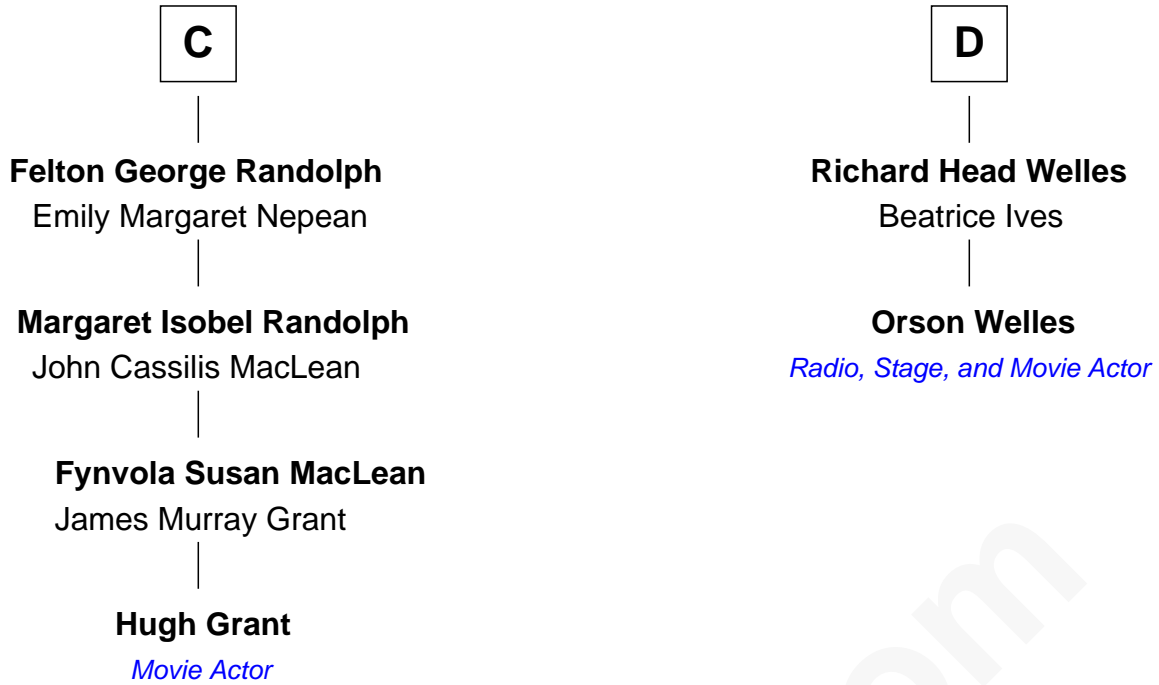 C
Felton George Randolph
Emily Margaret Nepean
Margaret Isobel Randolph
John Cassilis MacLean
Fynvola Susan MacLean
James Murray Grant
Hugh Grant
Movie Actor
D
Richard Head Welles
Beatrice Ives
Orson Welles
Radio, Stage, and Movie Actor
om